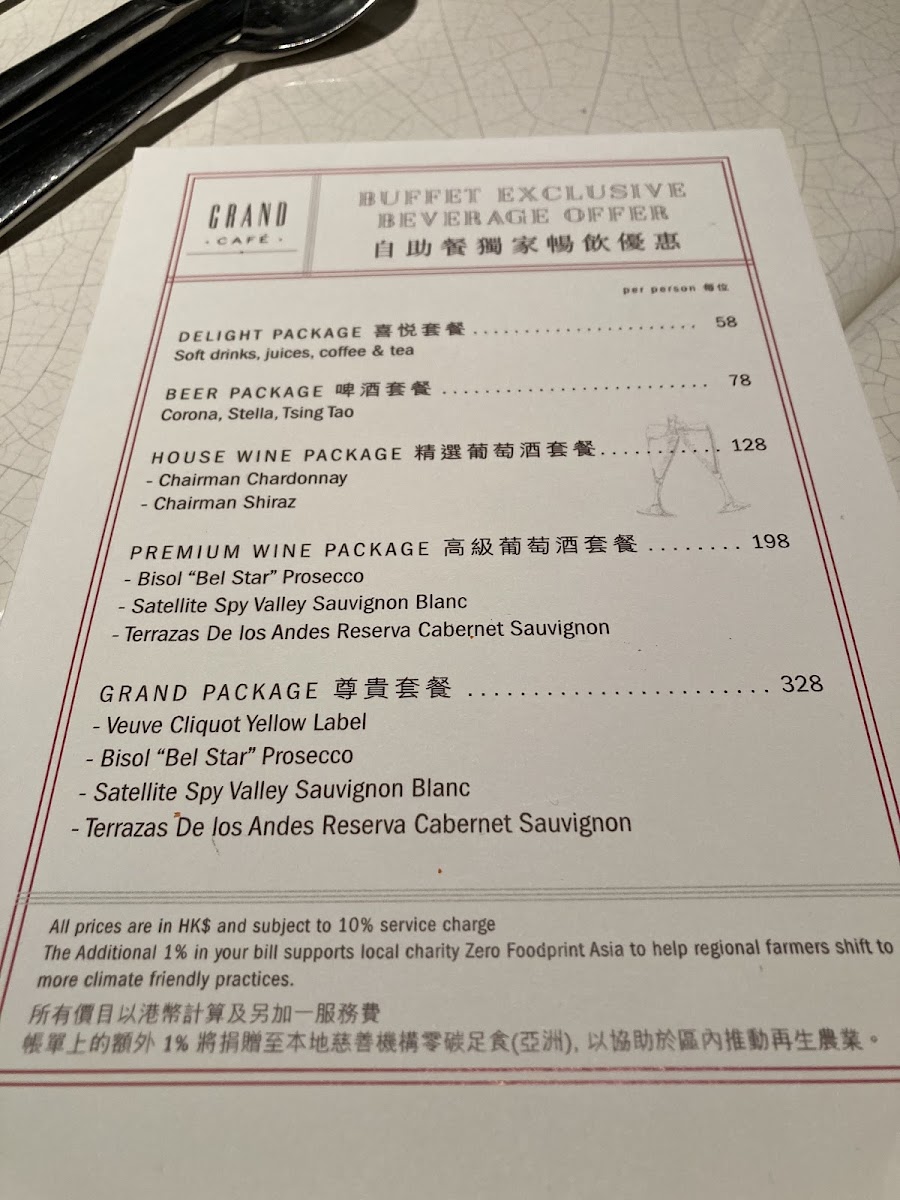 GRAND
· CAFÉ ·
BUFFET EXCLUSIVE
BEVERAGE OFFER
自助餐獨家暢飲優惠
per person 每位
DELIGHT PACKAGE 喜悦套餐 ........................ 58
Soft drinks, juices, coffee & tea
BEER PACKAGE 啤酒套餐 ............................ 78
Corona, Stella, Tsing Tao
HOUSE WINE PACKAGE 精選葡萄酒套餐............ 128
- Chairman Chardonnay
- Chairman Shiraz
PREMIUM WINE PACKAGE 高級葡萄酒套餐 ........ 198
- Bisol “Bel Star” Prosecco
- Satellite Spy Valley Sauvignon Blanc
- Terrazas De los Andes Reserva Cabernet Sauvignon
GRAND PACKAGE 尊貴套餐 ........................ 328
- Veuve Cliquot Yellow Label
- Bisol “Bel Star” Prosecco
- Satellite Spy Valley Sauvignon Blanc
- Terrazas De los Andes Reserva Cabernet Sauvignon
All prices are in HK$ and subject to 10% service charge
The Additional 1% in your bill supports local charity Zero Foodprint Asia to help regional farmers shift to
more climate friendly practices.
所有價目以港幣計算及另加一服務費
帳單上的額外 1% 將捐贈至本地慈善機構零碳足食(亞洲), 以協助於區內推動再生農業。